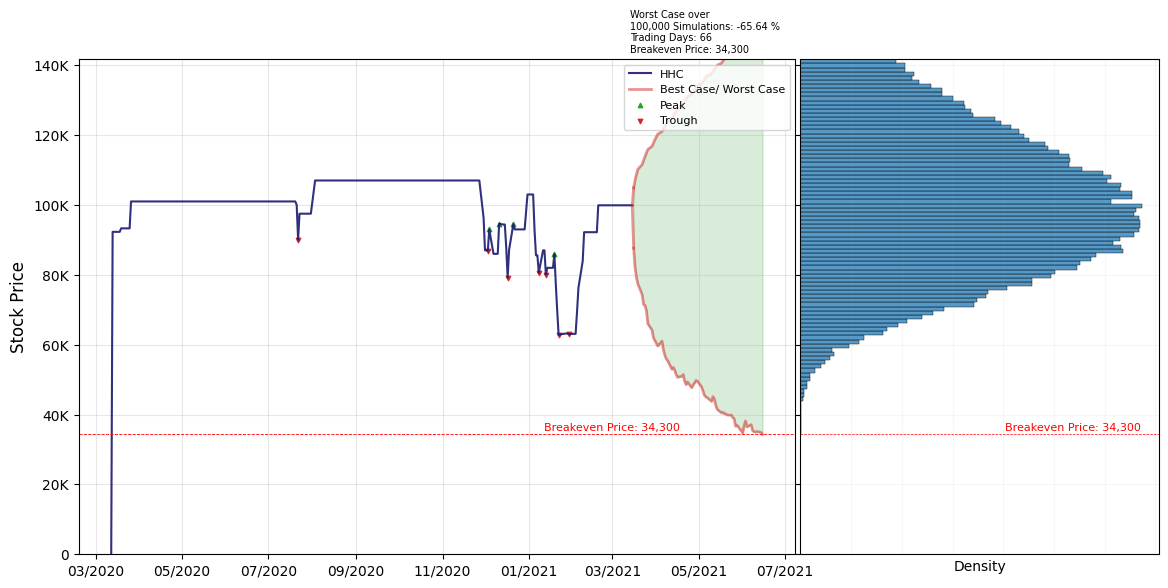 Worst Case over
100,000 Simulations: -65.64 %
Trading Days: 66
Breakeven Price: 34,300
HHC
Best Case/ Worst Case
Peak
Trough
Stock Price
140K
120K
100K
80K
60K
40K
20K
0
Breakeven Price: 34,300
Breakeven Price: 34,300
03/2020 05/2020 07/2020 09/2020 11/2020 01/2021 03/2021 05/2021 07/2021
Density